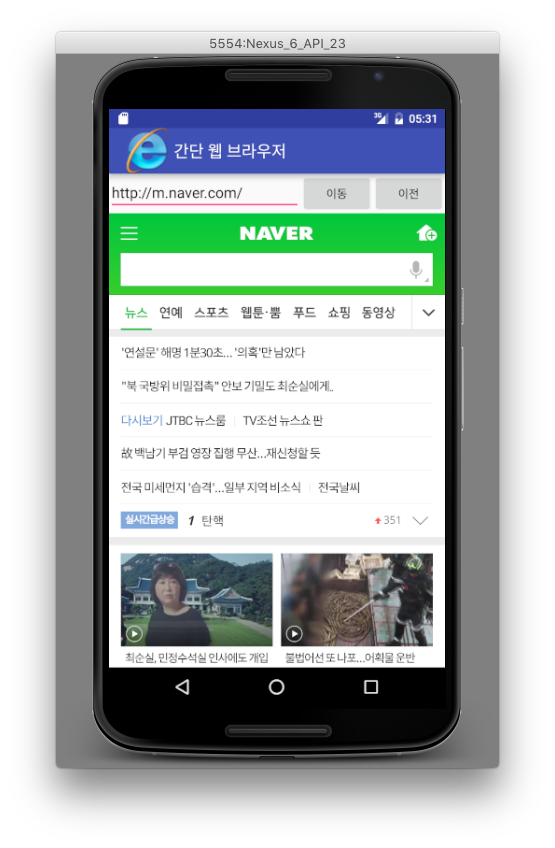 5554:Nexus_6_API_23
3G 05:31
간단 웹 브라우저
http://m.naver.com/ 이동 이전
NAVER
뉴스 연예 스포츠 웹툰·뿜 푸드 쇼핑 동영상
'연설문' 해명 1분30초... '의혹'만 남았다
"북 국방위 비밀접촉" 안보 기밀도 최순실에게..
다시보기 JTBC 뉴스룸 TV조선 뉴스쇼 판
故 백남기 부검 영장 집행 무산...재신청할 듯
전국 미세먼지 '습격'...일부 지역 비소식 전국날씨
실시간급상승 1 탄핵 351
최순실, 민정수석실 인사에도 개입 불법어선 또 나포...어획물 운반